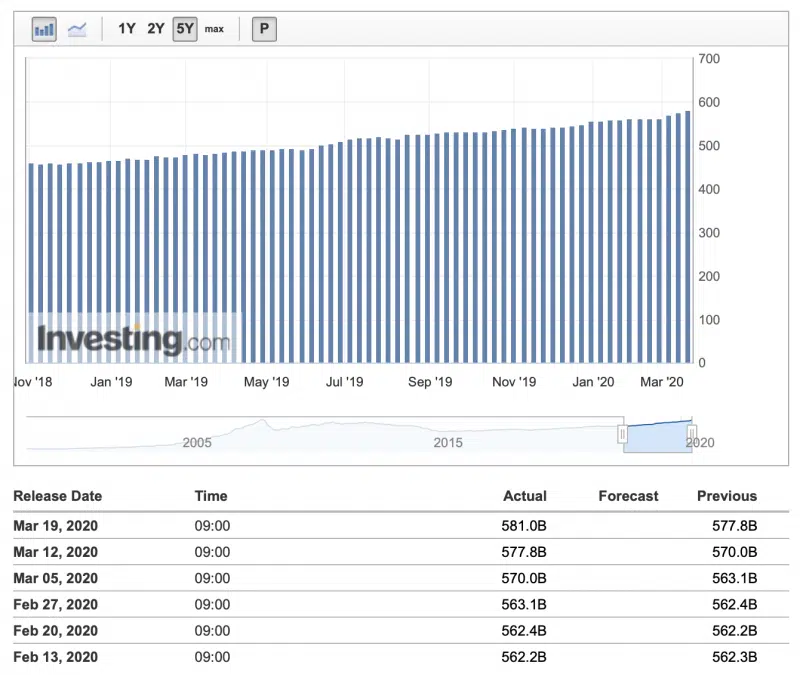 1Y 2Y 5Y max P
700
600
500
400
300
200
100
0
Investing.com
Nov '18 Jan '19 Mar '19 May '19 Jul '19 Sep '19 Nov '19 Jan '20 Mar '20
2005 2015 2020
Release Date Time Actual Forecast Previous
Mar 19, 2020 09:00 581.0B 577.8B
Mar 12, 2020 09:00 577.8B 570.0B
Mar 05, 2020 09:00 570.0B 563.1B
Feb 27, 2020 09:00 563.1B 562.4B
Feb 20, 2020 09:00 562.4B 562.2B
Feb 13, 2020 09:00 562.2B 562.3B